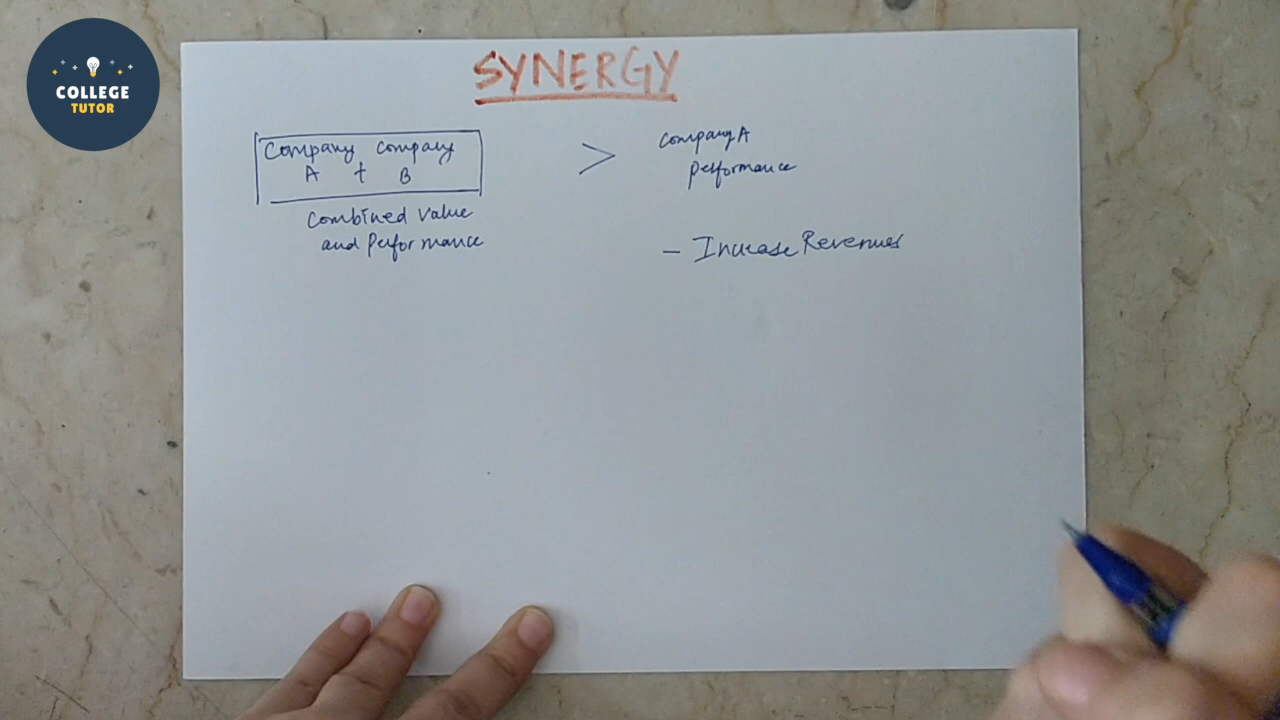 COLLEGE
TUTOR
SYNERGY
Company Company
A + B
Combined Value
and Performance
>
Company A
Performance
- Increase Revenues